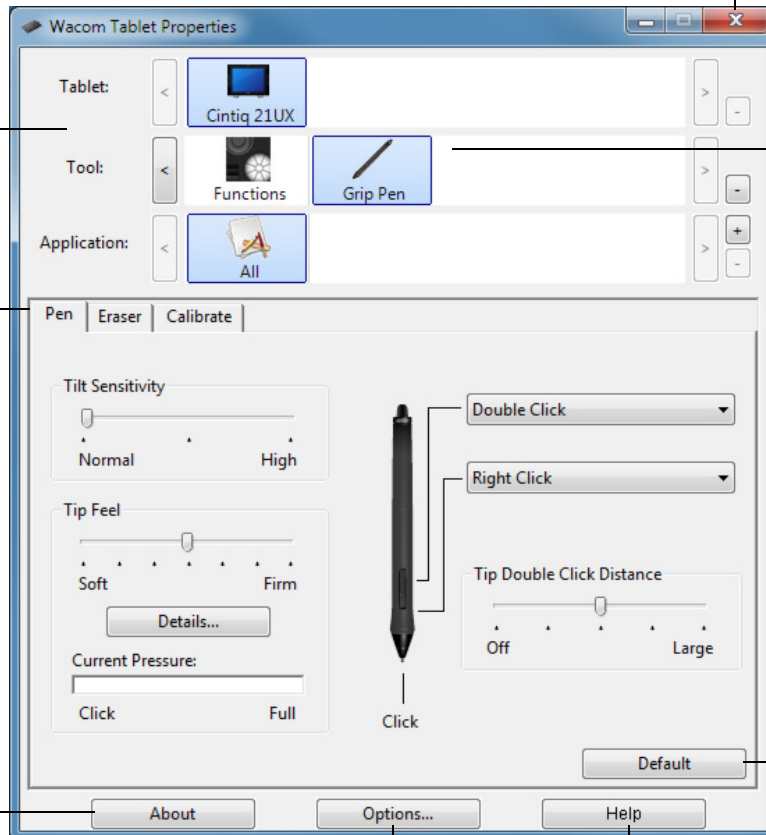 Wacom Tablet Properties
Tablet:
<
Cintiq 21UX
>
-
Tool:
<
Functions
Grip Pen
>
-
Application:
<
All
>
+
-
Pen Eraser Calibrate
Tilt Sensitivity
Normal High
Double Click
Right Click
Tip Feel
Soft Firm
Details...
Current Pressure:
Click Full
Tip Double Click Distance
Off Large
Click
Default
About Options... Help